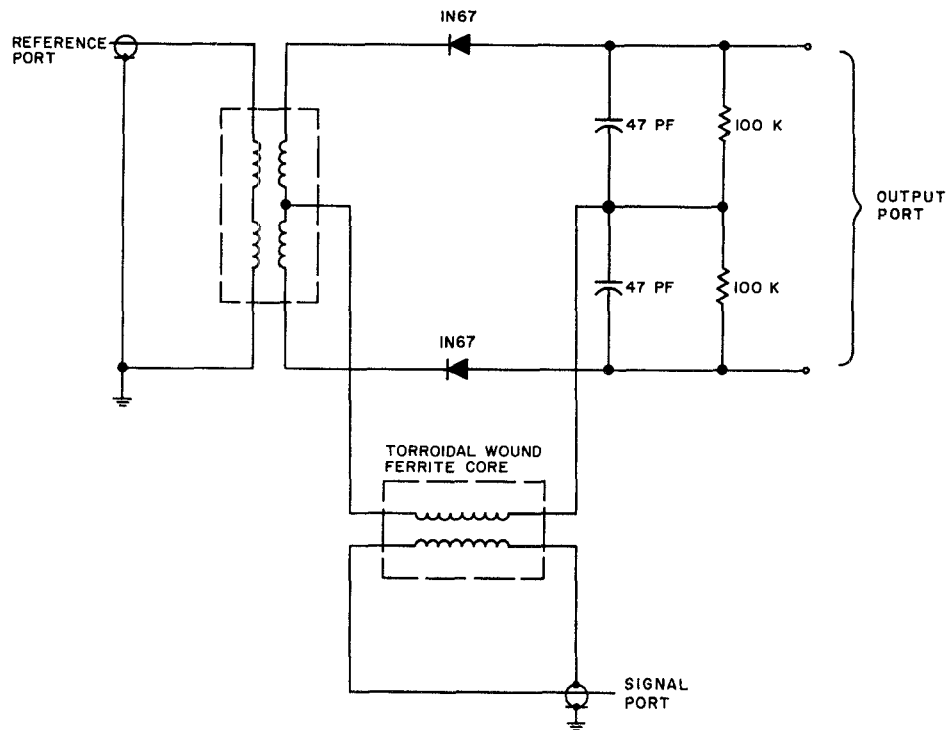 IN67
REFERENCE
PORT
47 PF
100 K
OUTPUT
PORT
47 PF
100 K
IN67
TORROIDAL WOUND
FERRITE CORE
SIGNAL
PORT